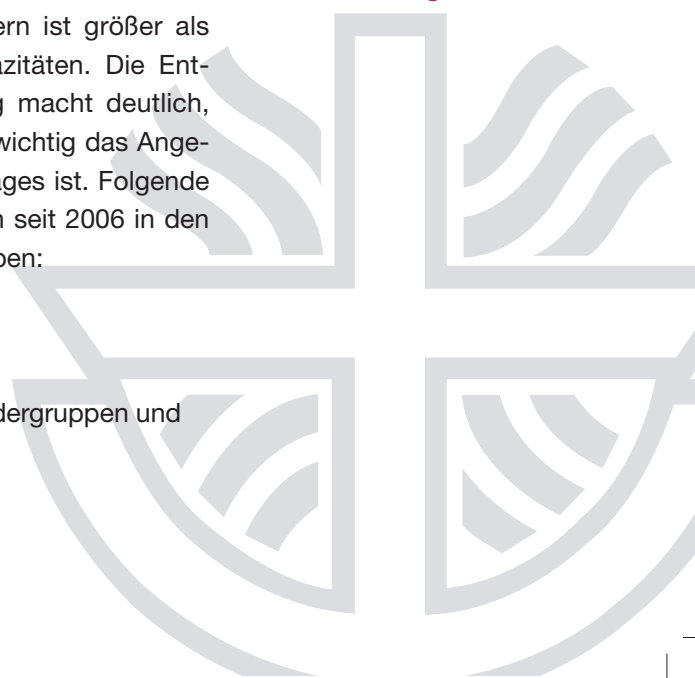 ern ist größer als
azitäten. Die Ent-
g macht deutlich,
wichtig das Ange-
ages ist. Folgende
n seit 2006 in den
ben:
dergruppen und